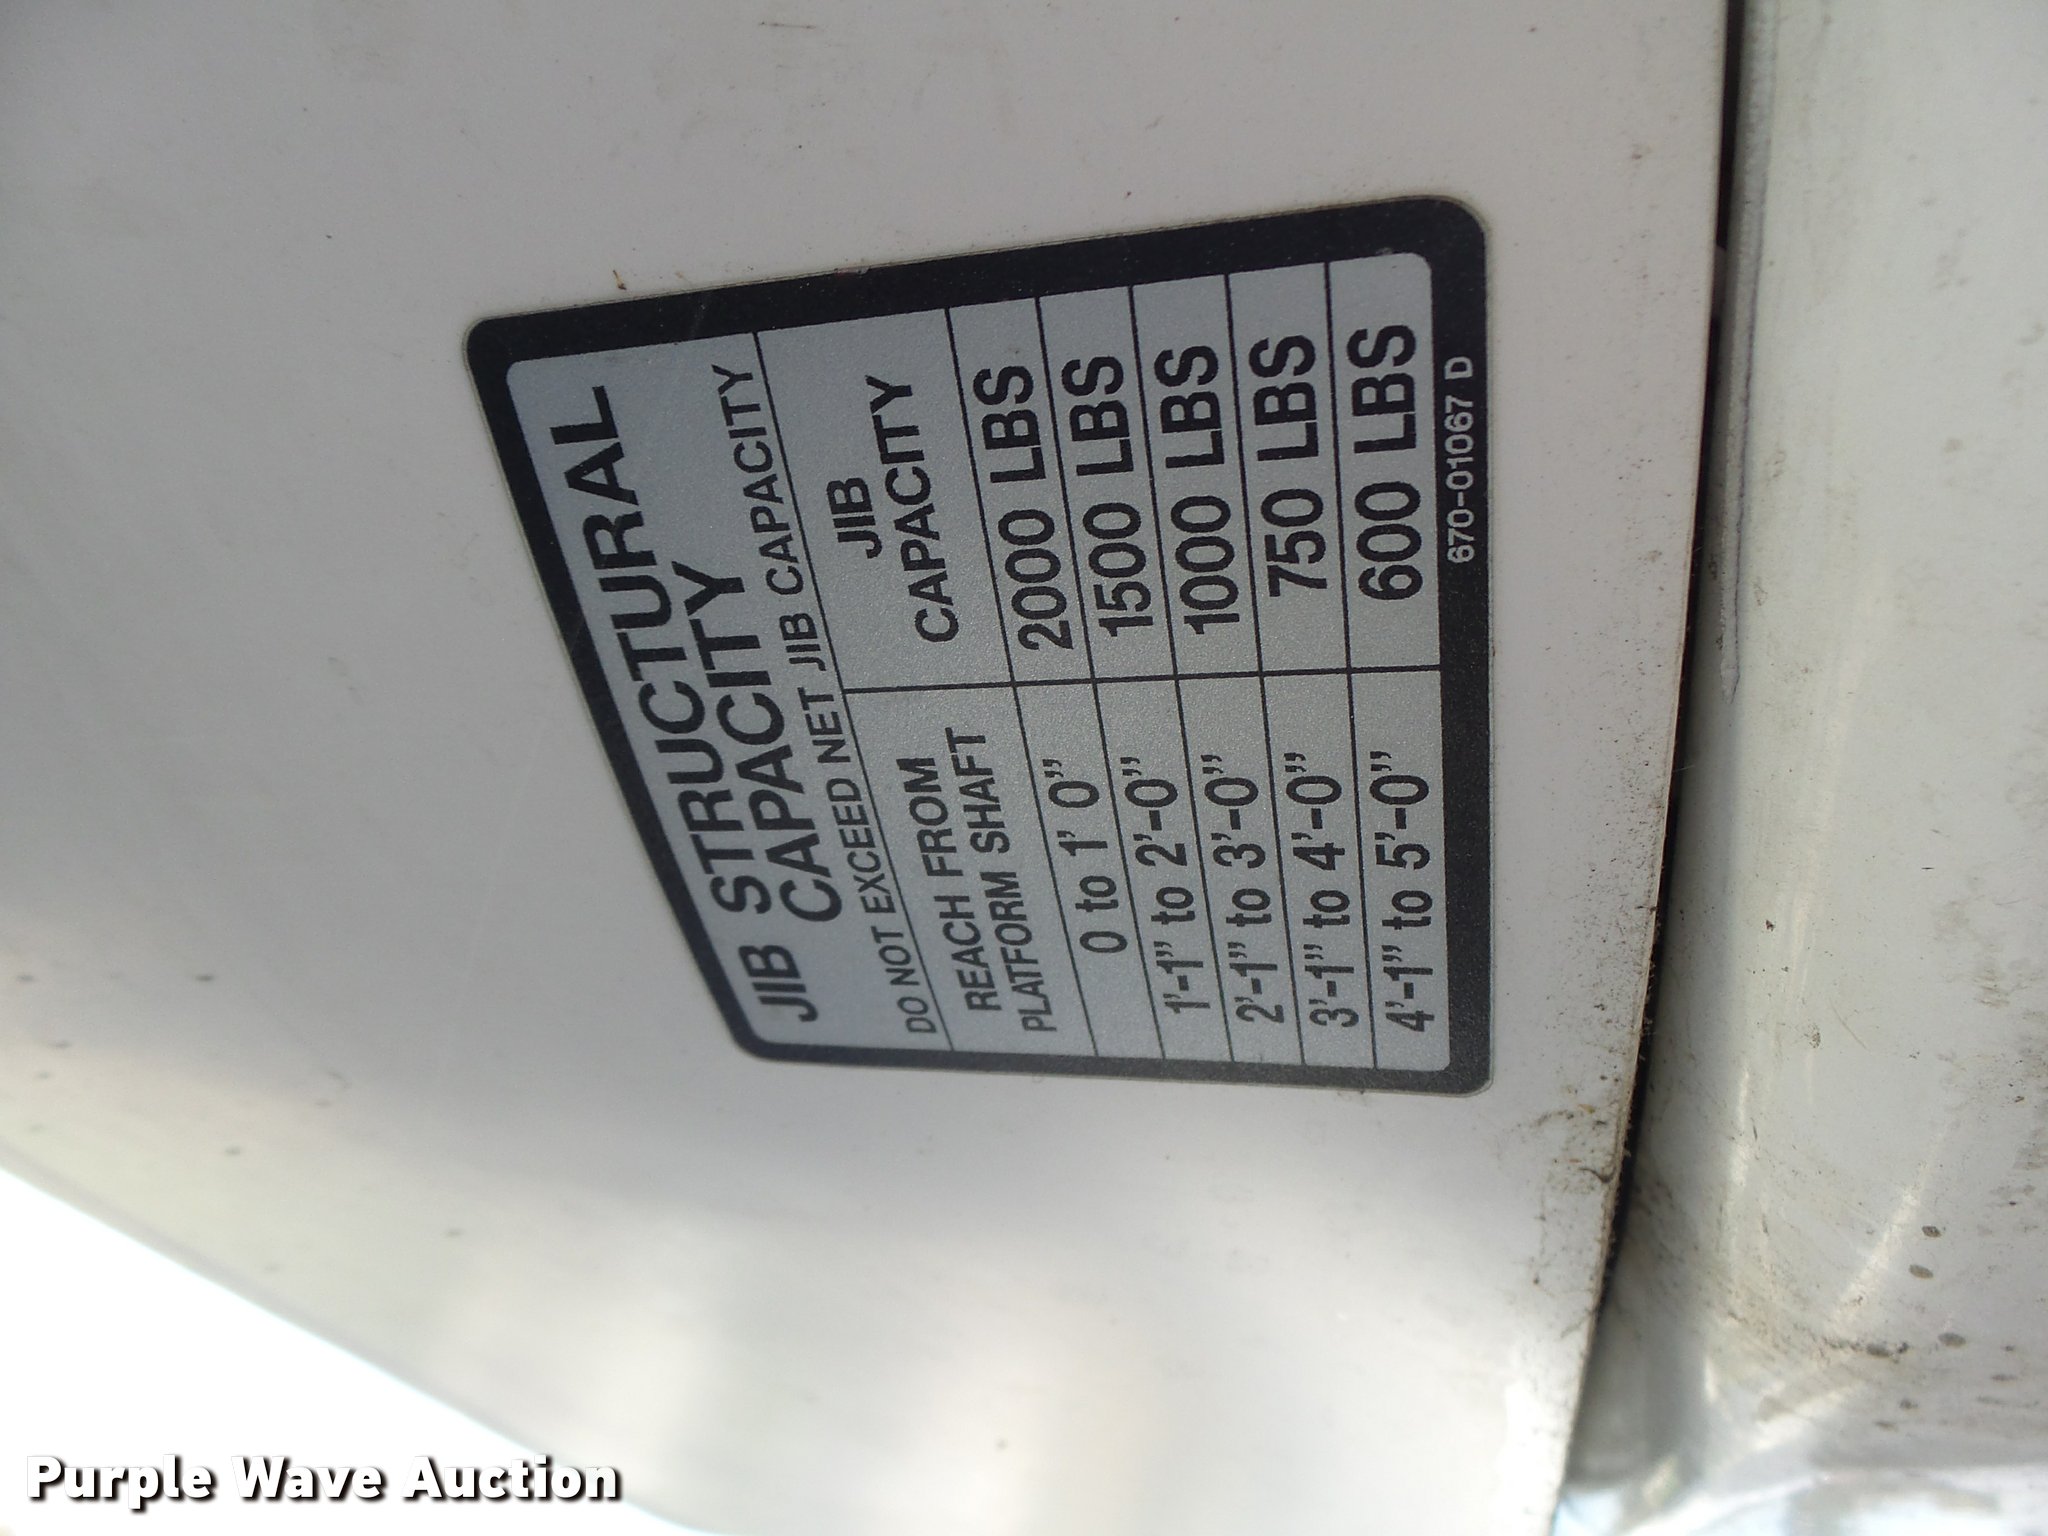 JIB STRUCTURAL
CAPACITY
DO NOT EXCEED NET JIB CAPACITY
REACH FROM
PLATFORM SHAFT
JIB
CAPACITY
0 to 1' 0” 2000 LBS
1'-1” to 2'-0” 1500 LBS
2'-1” to 3'-0” 1000 LBS
3'-1” to 4'-0” 750 LBS
4'-1” to 5'-0” 600 LBS
670-01067 D
Purple Wave Auction